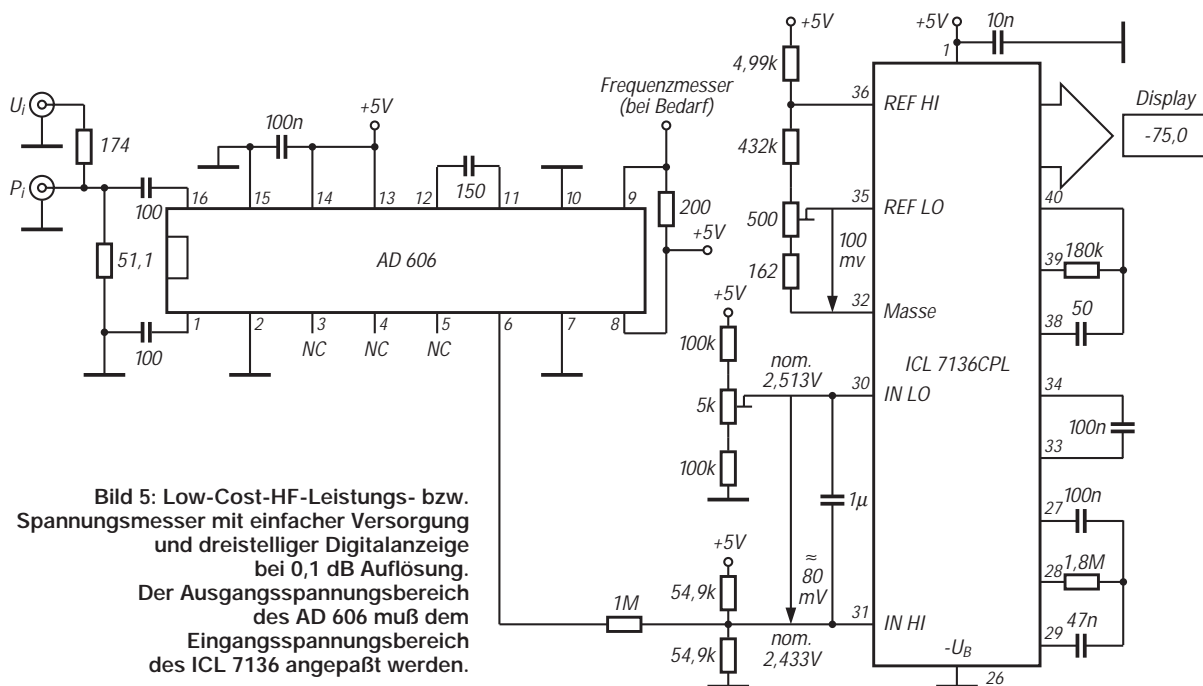 Ui
174
Pi
100
51,1
100
100n
+5V
150
Frequenzmesser
(bei Bedarf)
200
+5V
16
15
14
13
12
11
10
9
AD 606
1
2
3
4
5
6
7
8
NC
NC
NC
+5V
4,99k
432k
500
162
100
mv
+5V
100k
5k
100k
nom.
2,513V
1µ
≈
80
mV
+5V
54,9k
54,9k
1M
nom.
2,433V
+5V
10n
1
36
REF HI
35
REF LO
32
Masse
ICL 7136CPL
30
IN LO
31
IN HI
-UB
26
Display
-75,0
40
39
180k
38
50
34
100n
33
27
100n
28
1,8M
29
47n
Bild 5: Low-Cost-HF-Leistungs- bzw.
Spannungsmesser mit einfacher Versorgung
und dreistelliger Digitalanzeige
bei 0,1 dB Auflösung.
Der Ausgangsspannungsbereich
des AD 606 muß dem
Eingangsspannungsbereich
des ICL 7136 angepaßt werden.